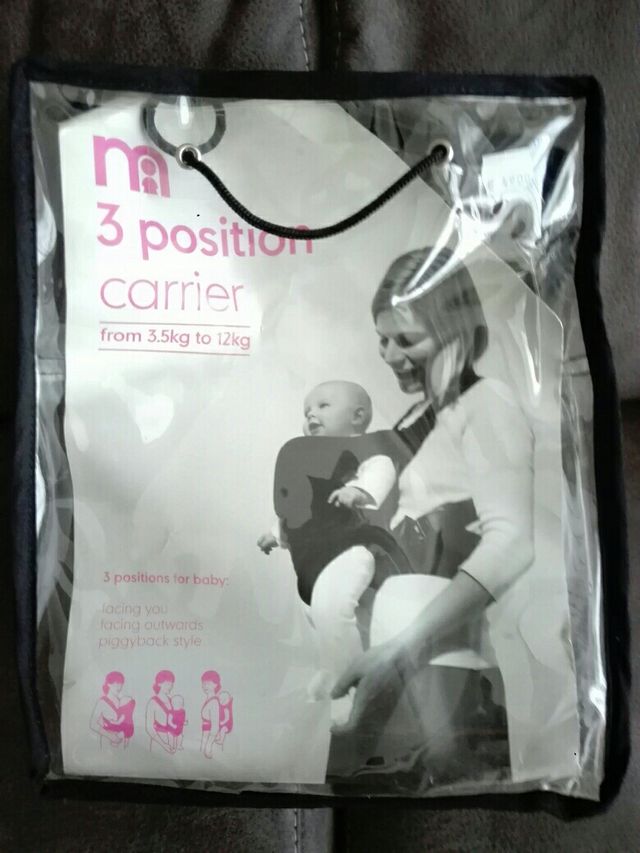 m
3 position
carrier
from 3.5kg to 12kg
3 positions for baby:
facing you
facing outwards
piggyback style